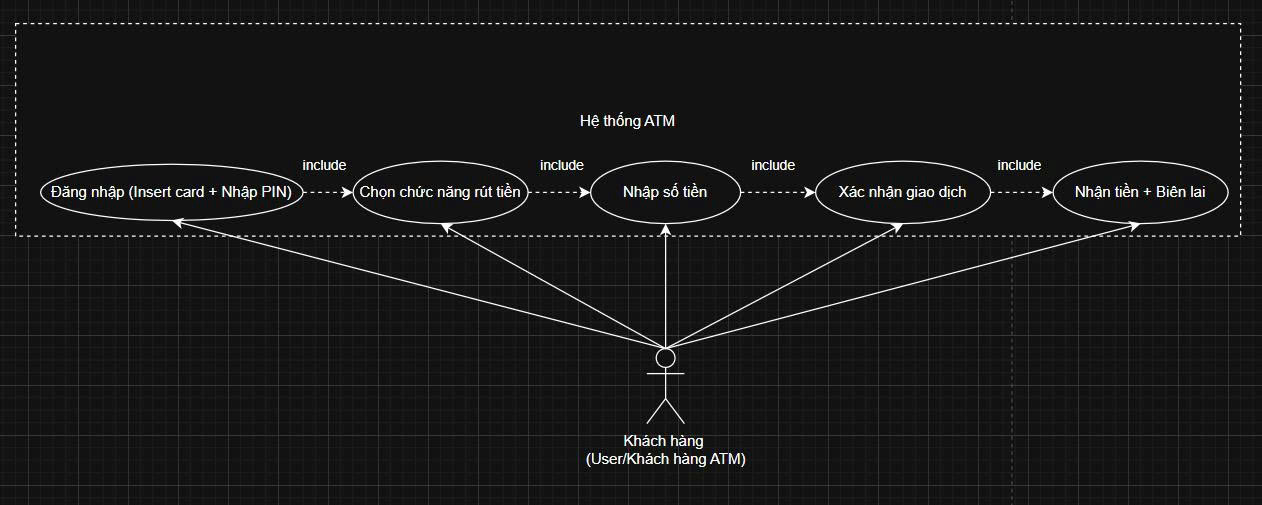 Hệ thống ATM
include
include
include
include
Đăng nhập (Insert card + Nhập PIN)
Chọn chức năng rút tiền
Nhập số tiền
Xác nhận giao dịch
Nhận tiền + Biên lai
Khách hàng
(User/Khách hàng ATM)